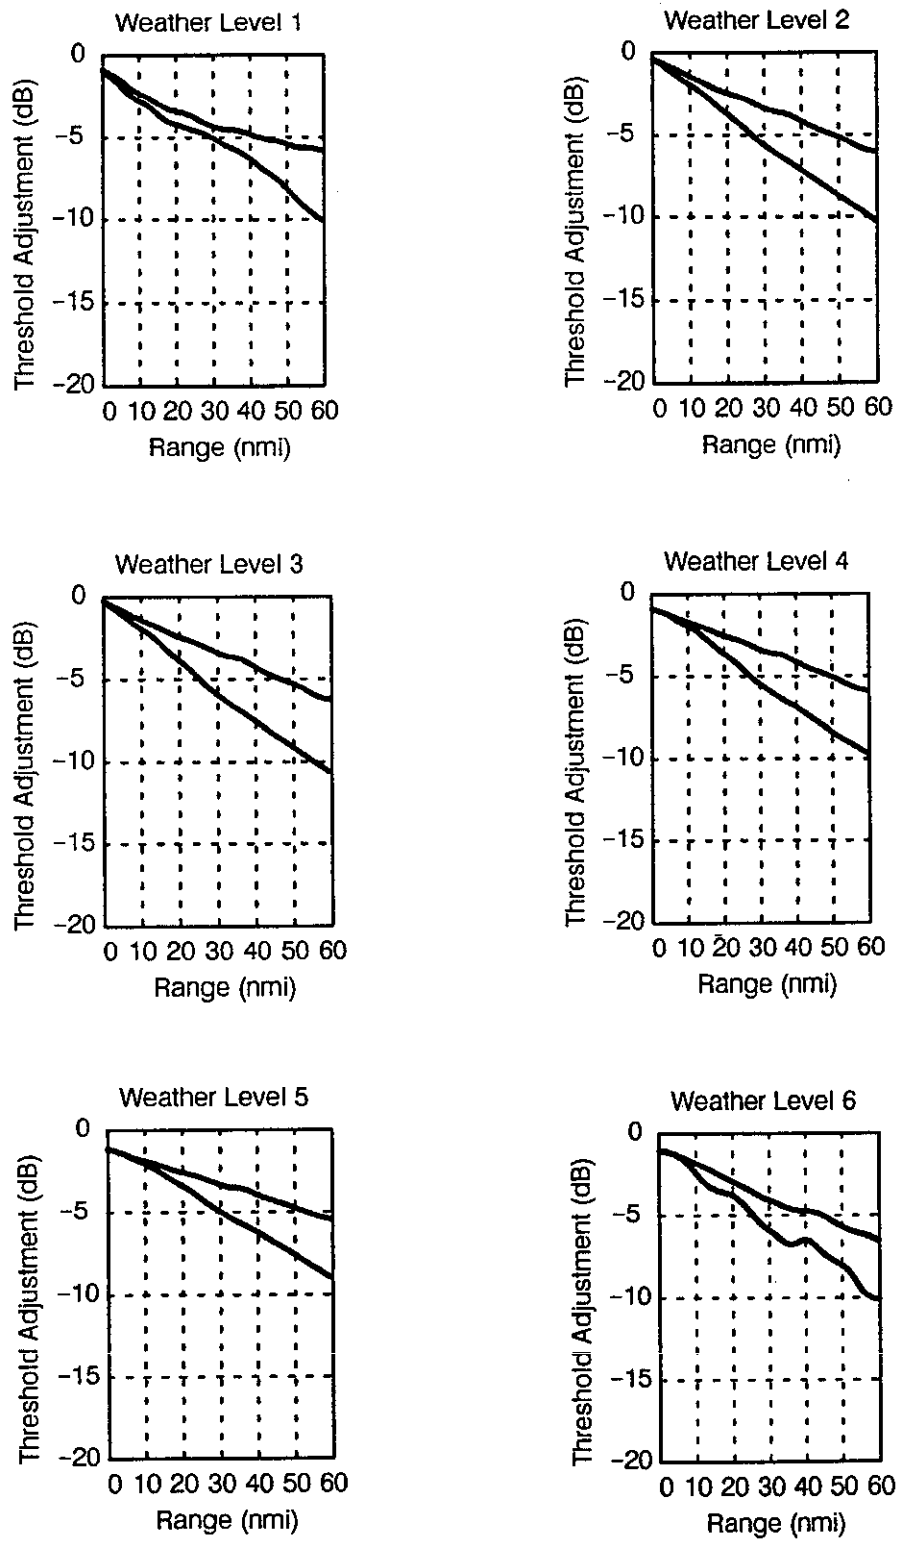 Weather Level 1
Threshold Adjustment (dB)
0
−5
−10
−15
−20
0 10 20 30 40 50 60
Range (nmi)
Weather Level 2
Threshold Adjustment (dB)
0
−5
−10
−15
−20
0 10 20 30 40 50 60
Range (nmi)
Weather Level 3
Threshold Adjustment (dB)
0
−5
−10
−15
−20
0 10 20 30 40 50 60
Range (nmi)
Weather Level 4
Threshold Adjustment (dB)
0
−5
−10
−15
−20
0 10 20 30 40 50 60
Range (nmi)
Weather Level 5
Threshold Adjustment (dB)
0
−5
−10
−15
−20
0 10 20 30 40 50 60
Range (nmi)
Weather Level 6
Threshold Adjustment (dB)
0
−5
−10
−15
−20
0 10 20 30 40 50 60
Range (nmi)